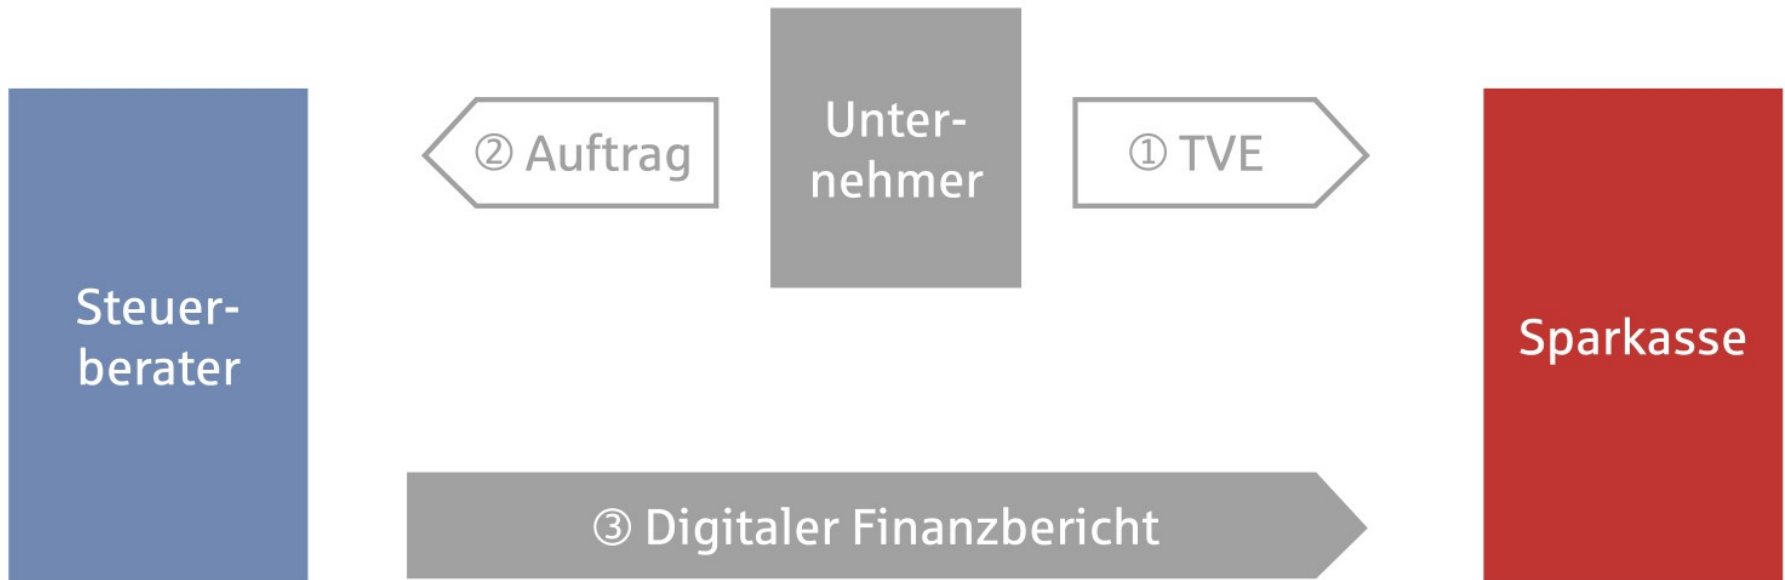 Unter-
nehmer
② Auftrag
① TVE
Steuer-
berater
Sparkasse
③ Digitaler Finanzbericht